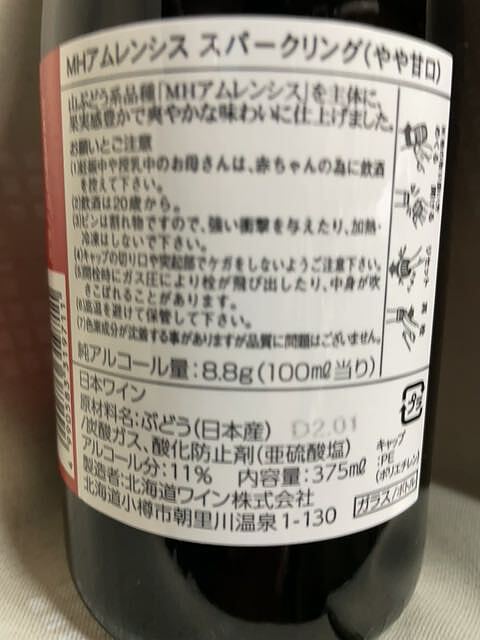 MHアムレンシス スパークリング(やや甘口)
山ぶどう系品種「MHアムレンシス」を主体に、
果実感豊かで爽やかな味わいに仕上げました。
お願いとご注意
(1)妊娠中や授乳中のお母さんは、赤ちゃんの為に飲酒
を控えて下さい。
(2)飲酒は20歳から。
(3)ビンは割れ物ですので、強い衝撃を与えたり、加熱・
冷凍はしないで下さい。
(4)キャップの切り口や突起部でケガをしないようご注意下さい。
(5)開栓時にガス圧により栓が飛び出したり、中身が吹
きこぼれることがあります。
(6)高温を避けて保管して下さい。
(7)色素成分が沈着する事がありますが品質に問題はございません。
純アルコール量:8.8g(100ml当り)
日本ワイン
原材料名:ぶどう(日本産) D2.01
/炭酸ガス、酸化防止剤(亜硫酸塩)
アルコール分:11% 内容量:375ml
製造者:北海道ワイン株式会社
北海道小樽市朝里川温泉1-130
プラ
キャップ
:PE
(ポリエチレン)
ガラス/ボトル